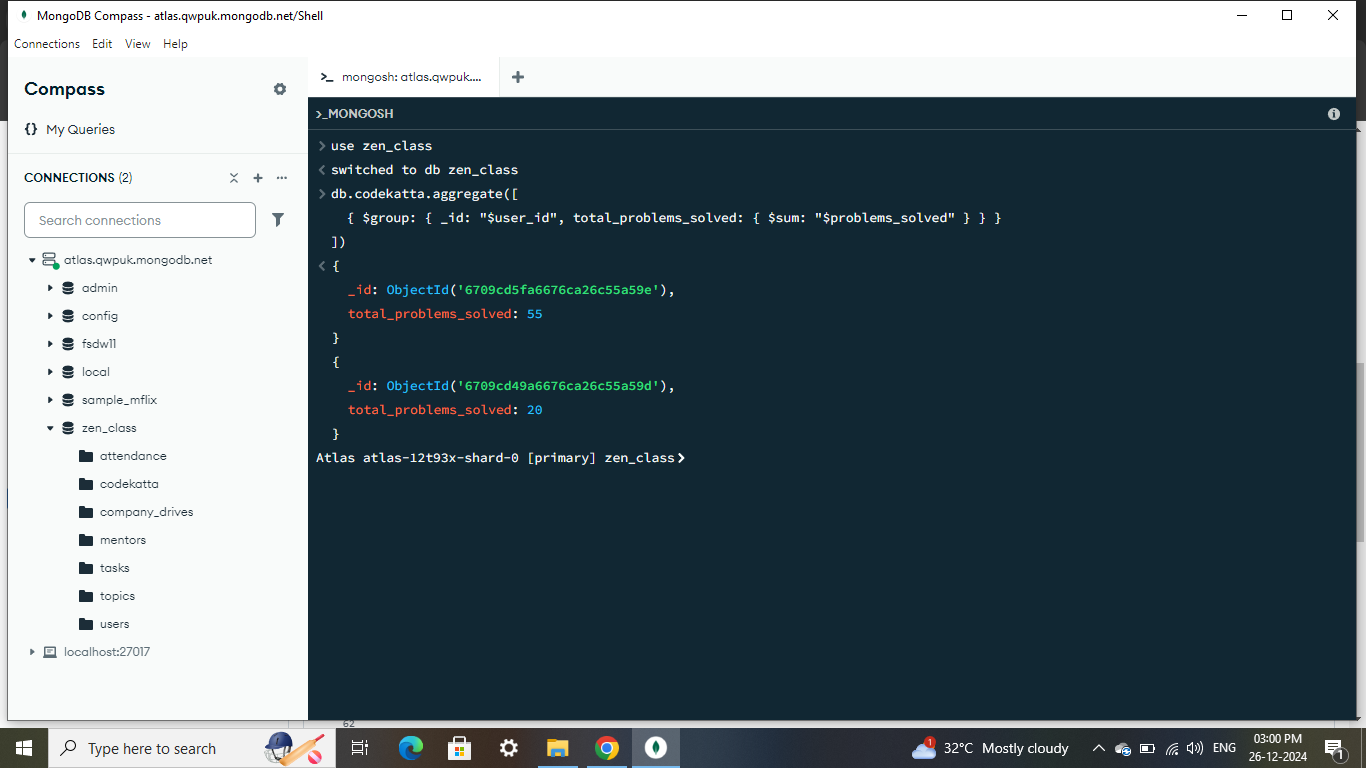 MongoDB Compass - atlas.qwpuk.mongodb.net/Shell
Connections Edit View Help
Compass
{} My Queries
CONNECTIONS (2)
Search connections
atlas.qwpuk.mongodb.net
admin
config
fsdw11
local
sample_mflix
zen_class
attendance
codekatta
company_drives
mentors
tasks
topics
users
localhost:27017
>_ mongosh: atlas.qwpuk....
>_MONGOSH
> use zen_class
< switched to db zen_class
> db.codekatta.aggregate([
{ $group: { _id: "$user_id", total_problems_solved: { $sum: "$problems_solved" } } }
])
< {
_id: ObjectId('6709cd5fa6676ca26c55a59e'),
total_problems_solved: 55
}
{
_id: ObjectId('6709cd49a6676ca26c55a59d'),
total_problems_solved: 20
}
Atlas atlas-12t93x-shard-0 [primary] zen_class>
62
Type here to search
1
32°C Mostly cloudy
ENG
03:00 PM
26-12-2024
1